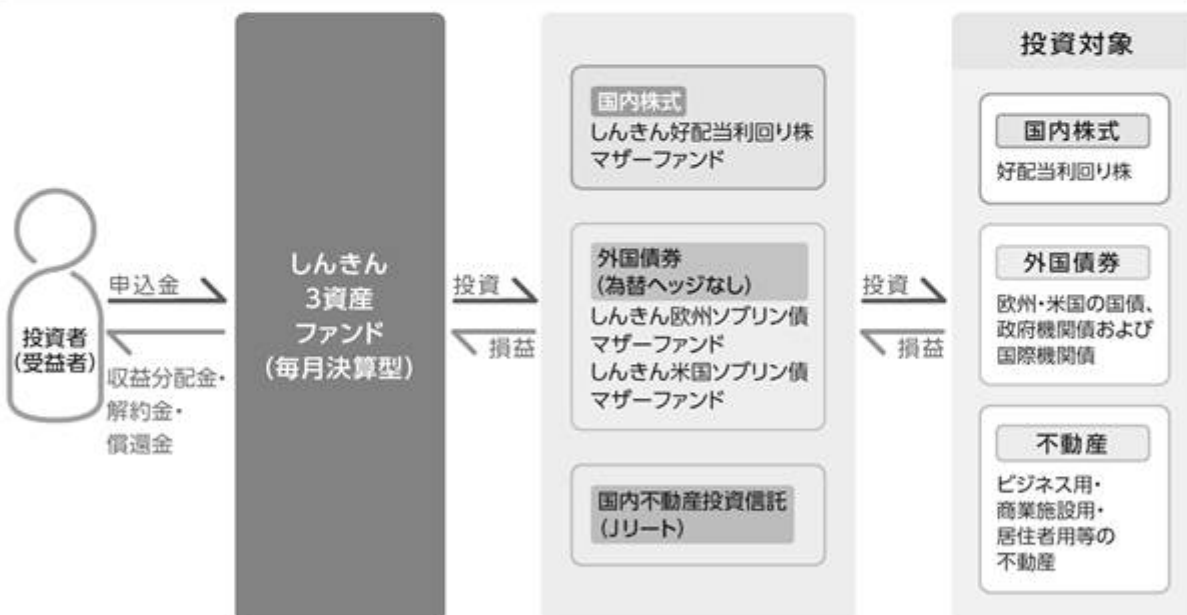 投資者
(受益者)
申込金
収益分配金・
解約金・
償還金
しんきん
3資産
ファンド
(毎月決算型)
投資
損益
国内株式
しんきん好配当利回り株
マザーファンド
外国債券
(為替ヘッジなし)
しんきん欧州ソブリン債
マザーファンド
しんきん米国ソブリン債
マザーファンド
国内不動産投資信託
(Jリート)
投資
損益
投資対象
国内株式
好配当利回り株
外国債券
欧州・米国の国債、
政府機関債および
国際機関債
不動産
ビジネス用・
商業施設用・
居住者用等の
不動産